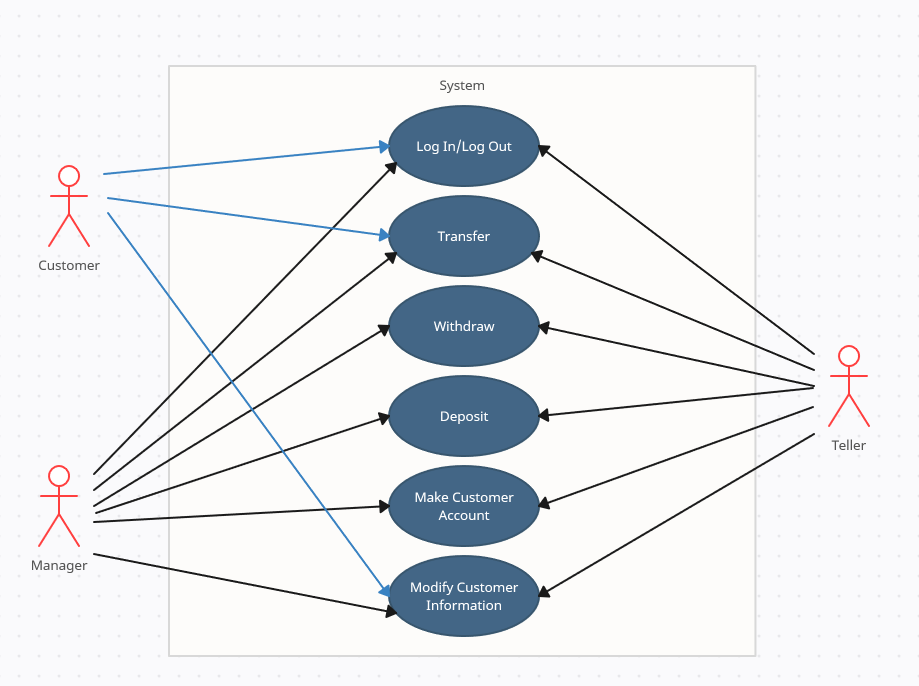 System
Log In/Log Out
Transfer
Customer
Withdraw
Deposit
Teller
Make Customer
Account
Manager
Modify Customer
Information